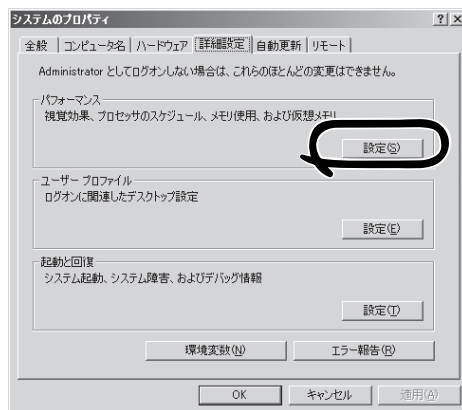 システムのプロパティ
全般 コンピュータ名 ハードウェア 詳細設定 自動更新 リモート
Administrator としてログオンしない場合は、これらのほとんどの変更はできません。
パフォーマンス
視覚効果、プロセッサのスケジュール、メモリ使用、および仮想メモリ
設定(S)
ユーザー プロファイル
ログオンに関連したデスクトップ設定
設定(E)
起動と回復
システム起動、システム障害、およびデバッグ情報
設定(T)
環境変数(N) エラー報告(R)
OK キャンセル 適用(A)